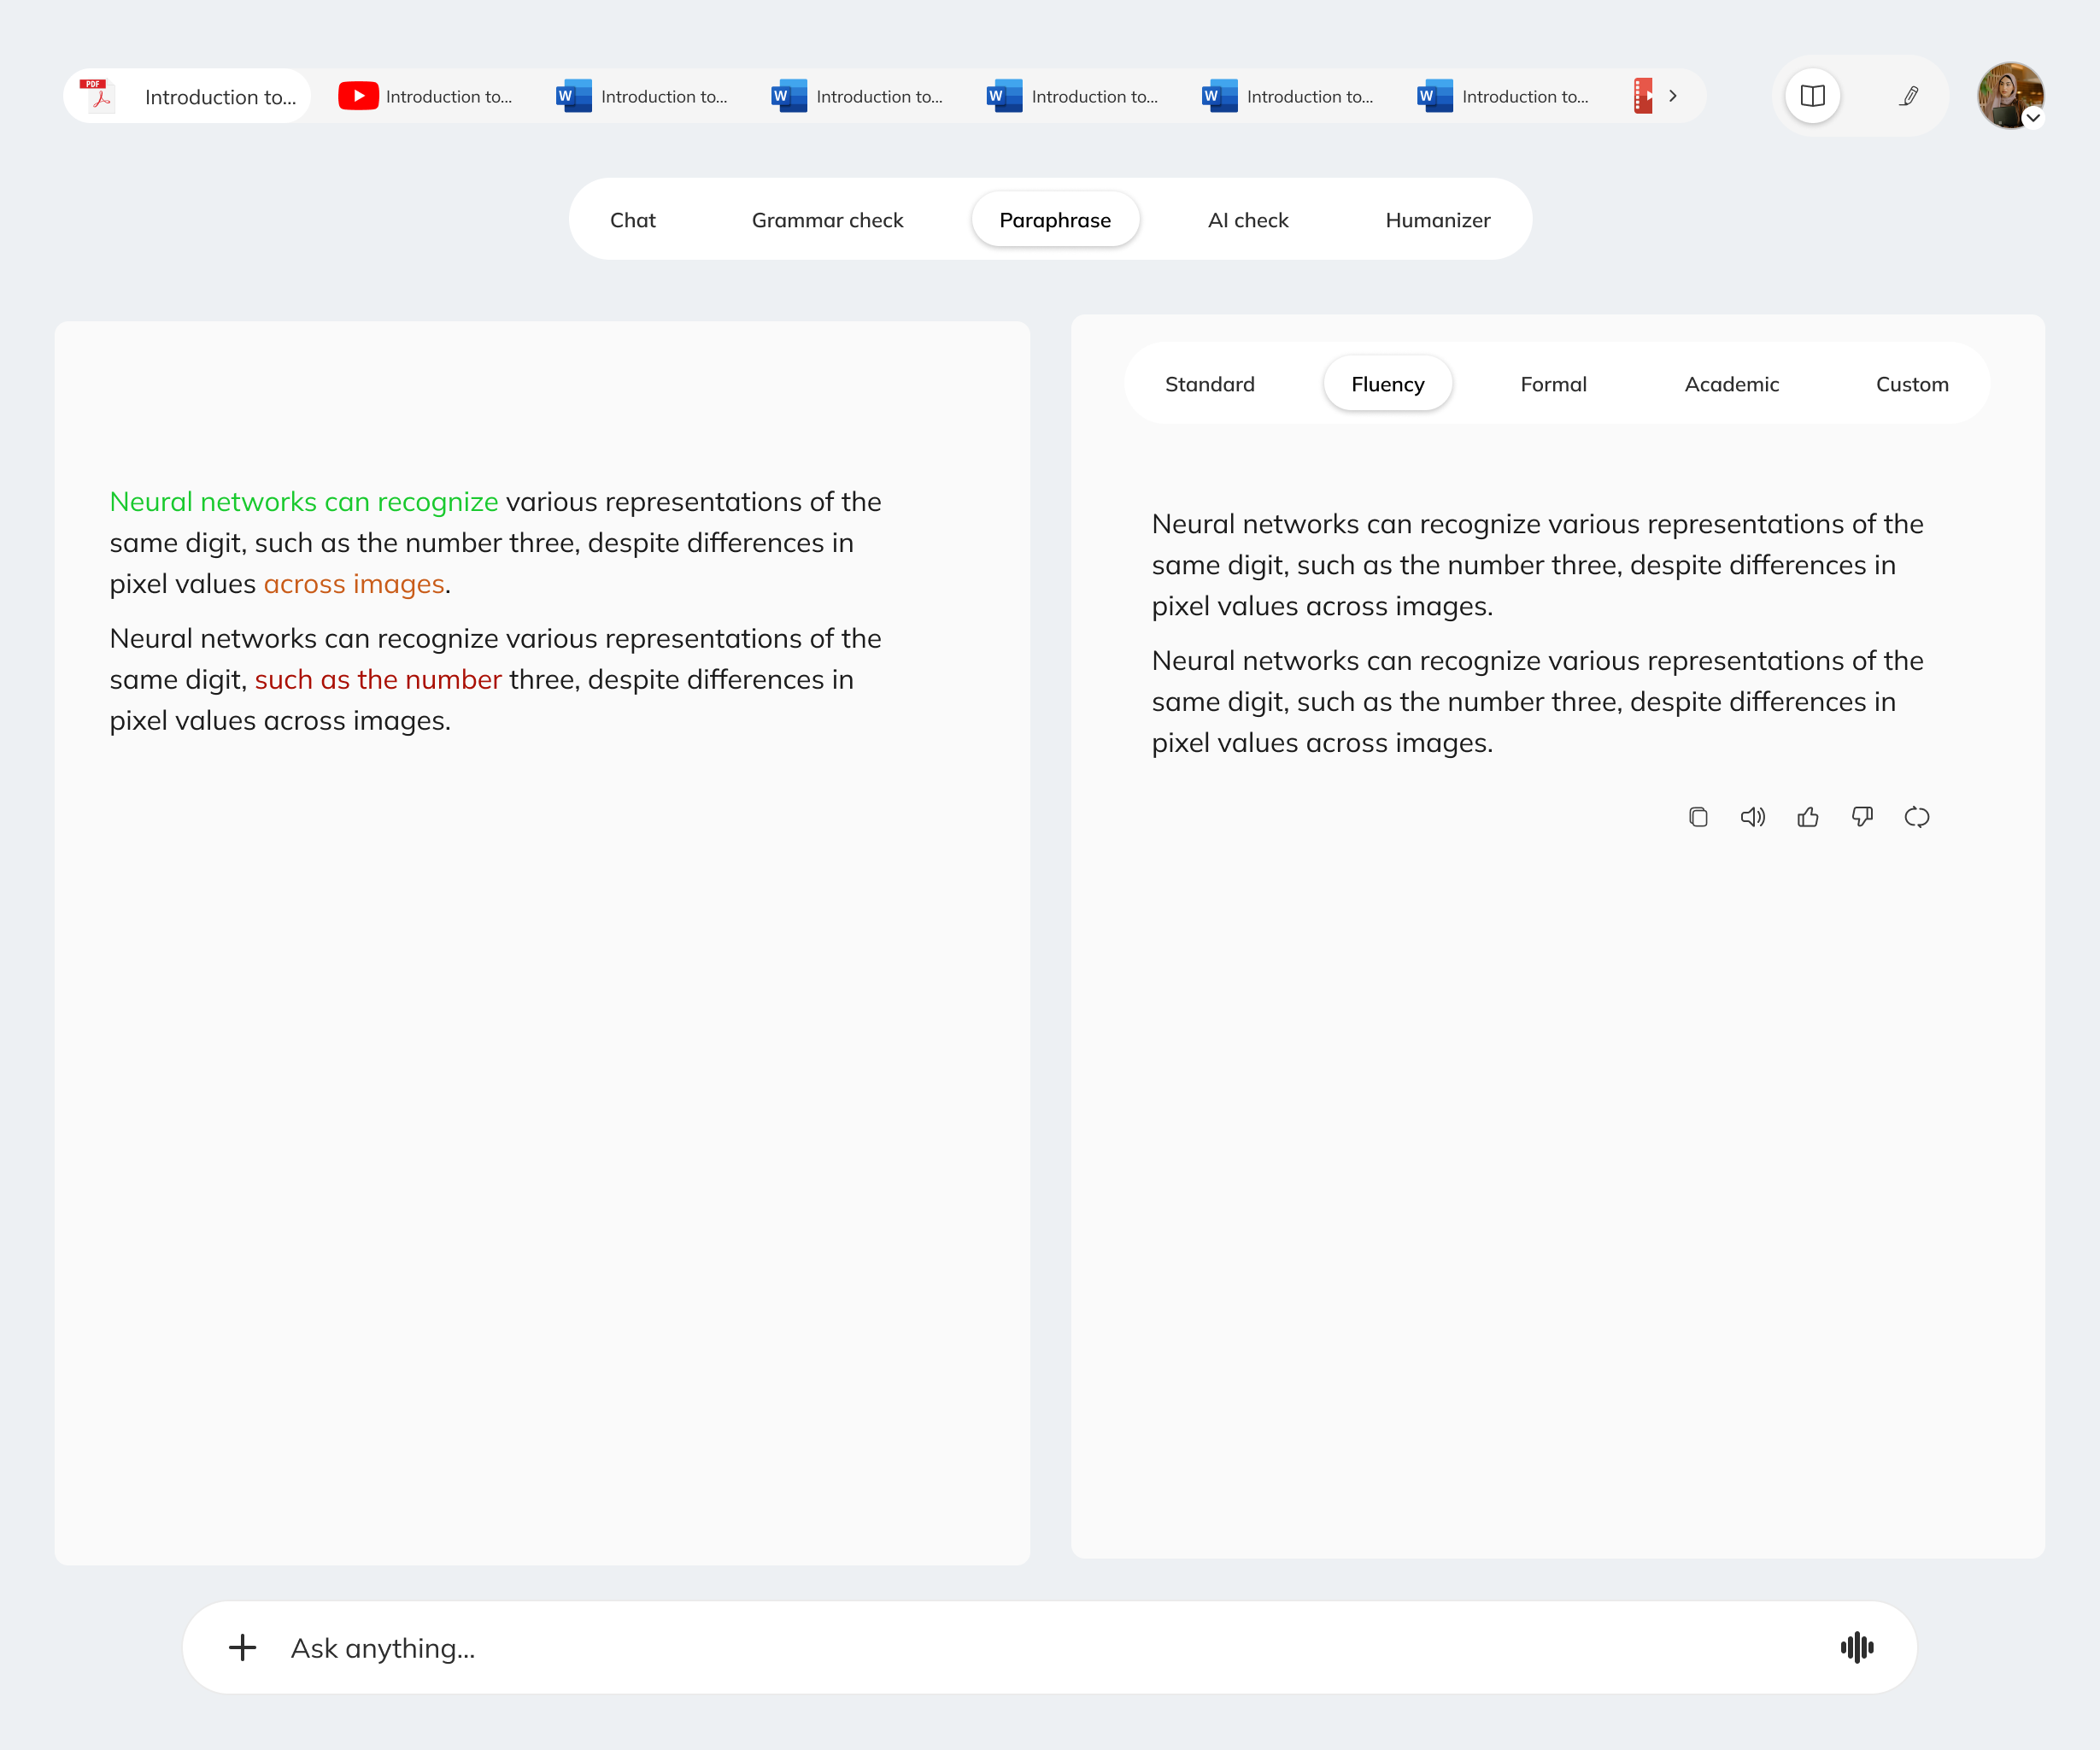 PDF
Introduction to...
Introduction to...
W
Introduction to...
W
Introduction to...
W
Introduction to...
W
Introduction to...
W
Introduction to...
Chat
Grammar check
Paraphrase
AI check
Humanizer
Neural networks can recognize various representations of the
same digit, such as the number three, despite differences in
pixel values across images.
Neural networks can recognize various representations of the
same digit, such as the number three, despite differences in
pixel values across images.
Standard
Fluency
Formal
Academic
Custom
Neural networks can recognize various representations of the
same digit, such as the number three, despite differences in
pixel values across images.
Neural networks can recognize various representations of the
same digit, such as the number three, despite differences in
pixel values across images.
Ask anything...